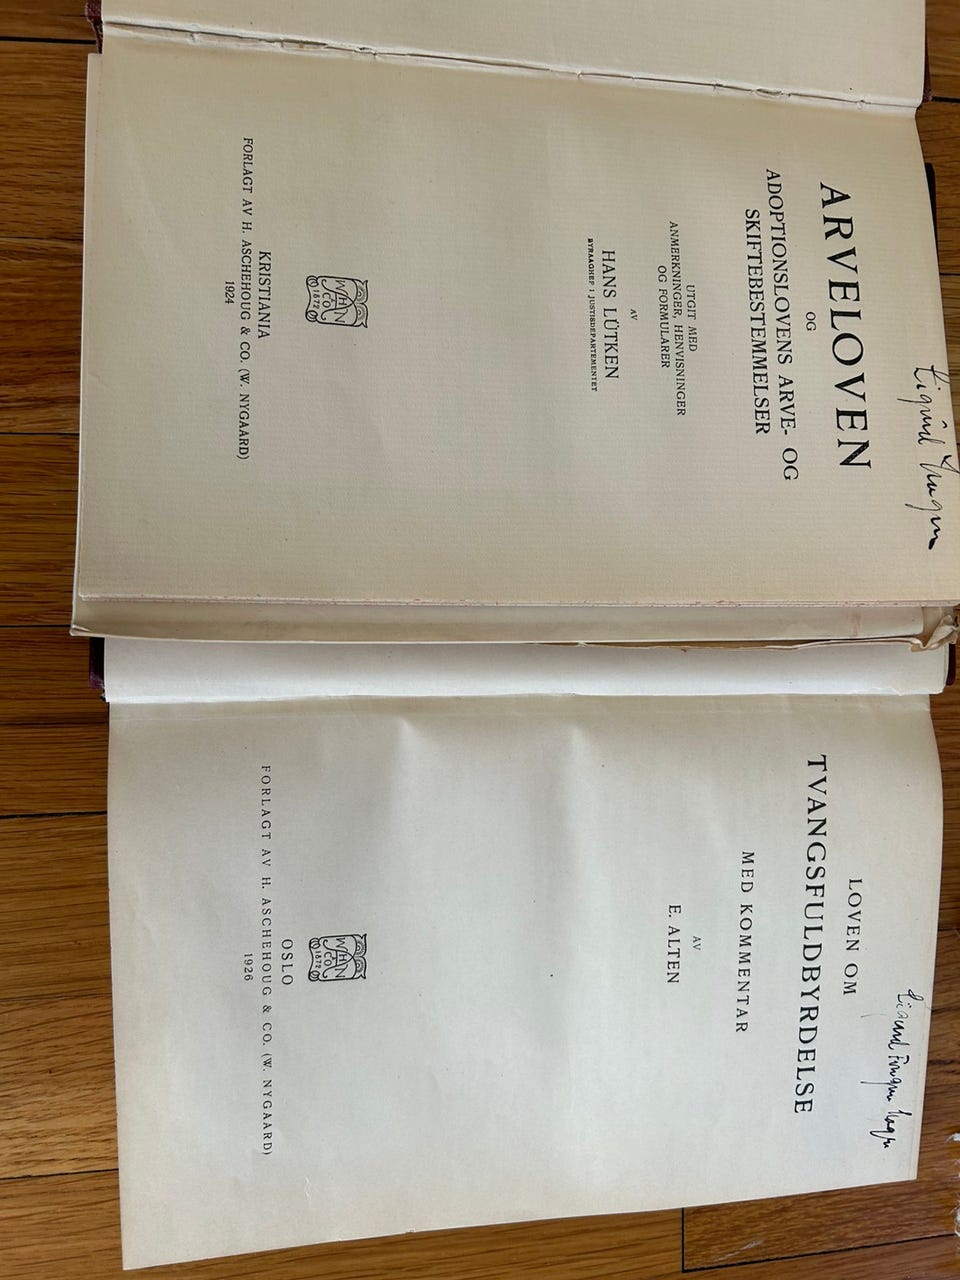 ARVELOVEN
OG
ADOPTIONSLOVENS ARVE- OG
SKIFTEBESTEMMELSER
UTGIT MED
ANMERKNINGER, HENVISNINGER
OG FORMULARER
AV
HANS LÜTKEN
BYRAACHEF I JUSTISDEPARTEMENTET
1872
KRISTIANIA
FORLAGT AV H. ASCHEHOUG & CO. (W. NYGAARD)
1924
LOVEN OM
TVANGSFULDBYRDELSE
MED KOMMENTAR
AV
E. ALTEN
1872
OSLO
FORLAGT AV H. ASCHEHOUG & CO. (W. NYGAARD)
1926